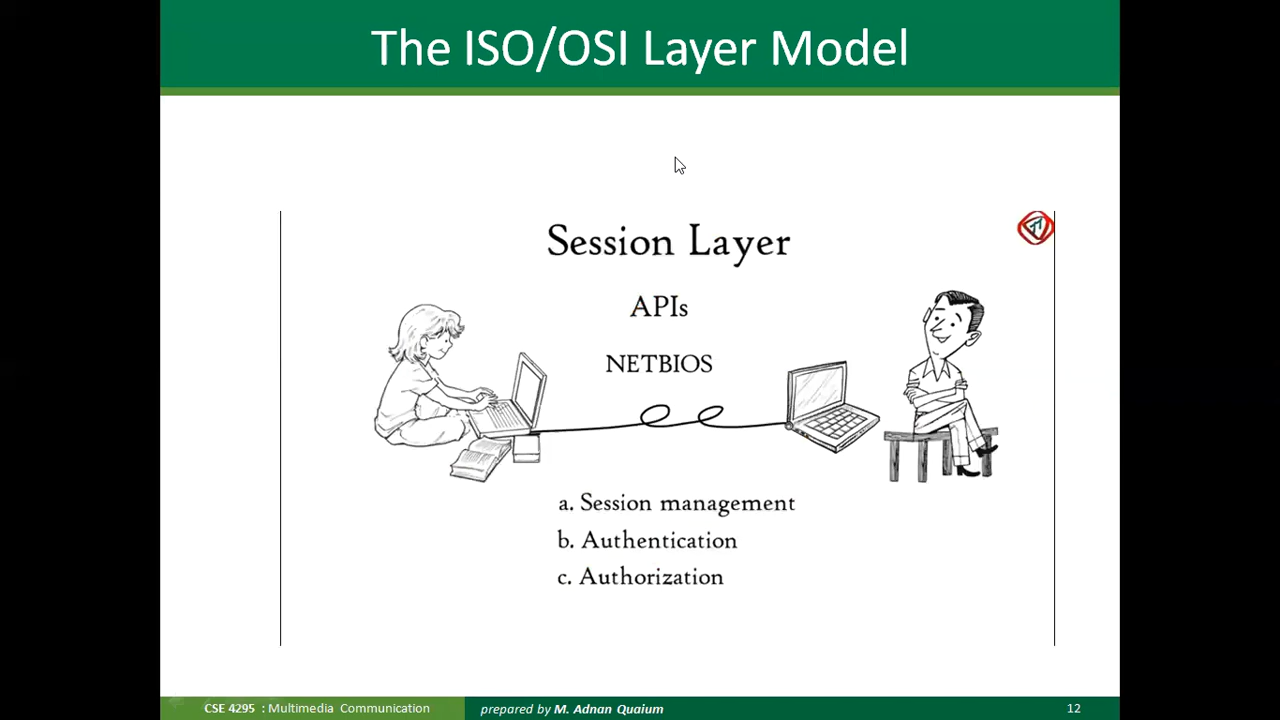 The ISO/OSI Layer Model
Session Layer
APIs
NETBIOS
a. Session management
b. Authentication
c. Authorization
CSE 4295 : Multimedia Communication
prepared by M. Adnan Quaium
12